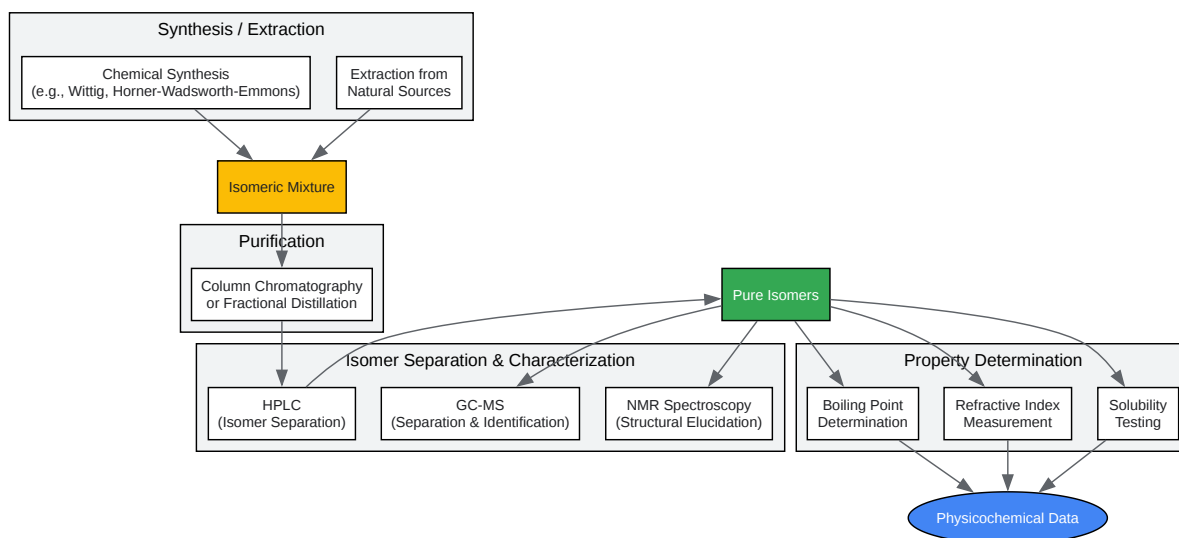 Synthesis / Extraction
Chemical Synthesis
(e.g., Wittig, Horner-Wadsworth-Emmons)
Extraction from
Natural Sources
Isomeric Mixture
Purification
Column Chromatography
or Fractional Distillation
Pure Isomers
Isomer Separation & Characterization
HPLC
(Isomer Separation)
GC-MS
(Separation & Identification)
NMR Spectroscopy
(Structural Elucidation)
Property Determination
Boiling Point
Determination
Refractive Index
Measurement
Solubility
Testing
Physicochemical Data